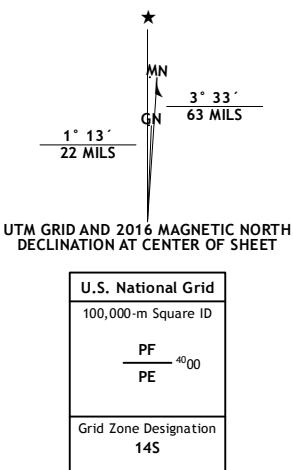 ★
MN
3° 33´
63 MILS
GN
1° 13´
22 MILS
UTM GRID AND 2016 MAGNETIC NORTH
DECLINATION AT CENTER OF SHEET
U.S. National Grid
100,000-m Square ID
PF
4000
PE
Grid Zone Designation
14S